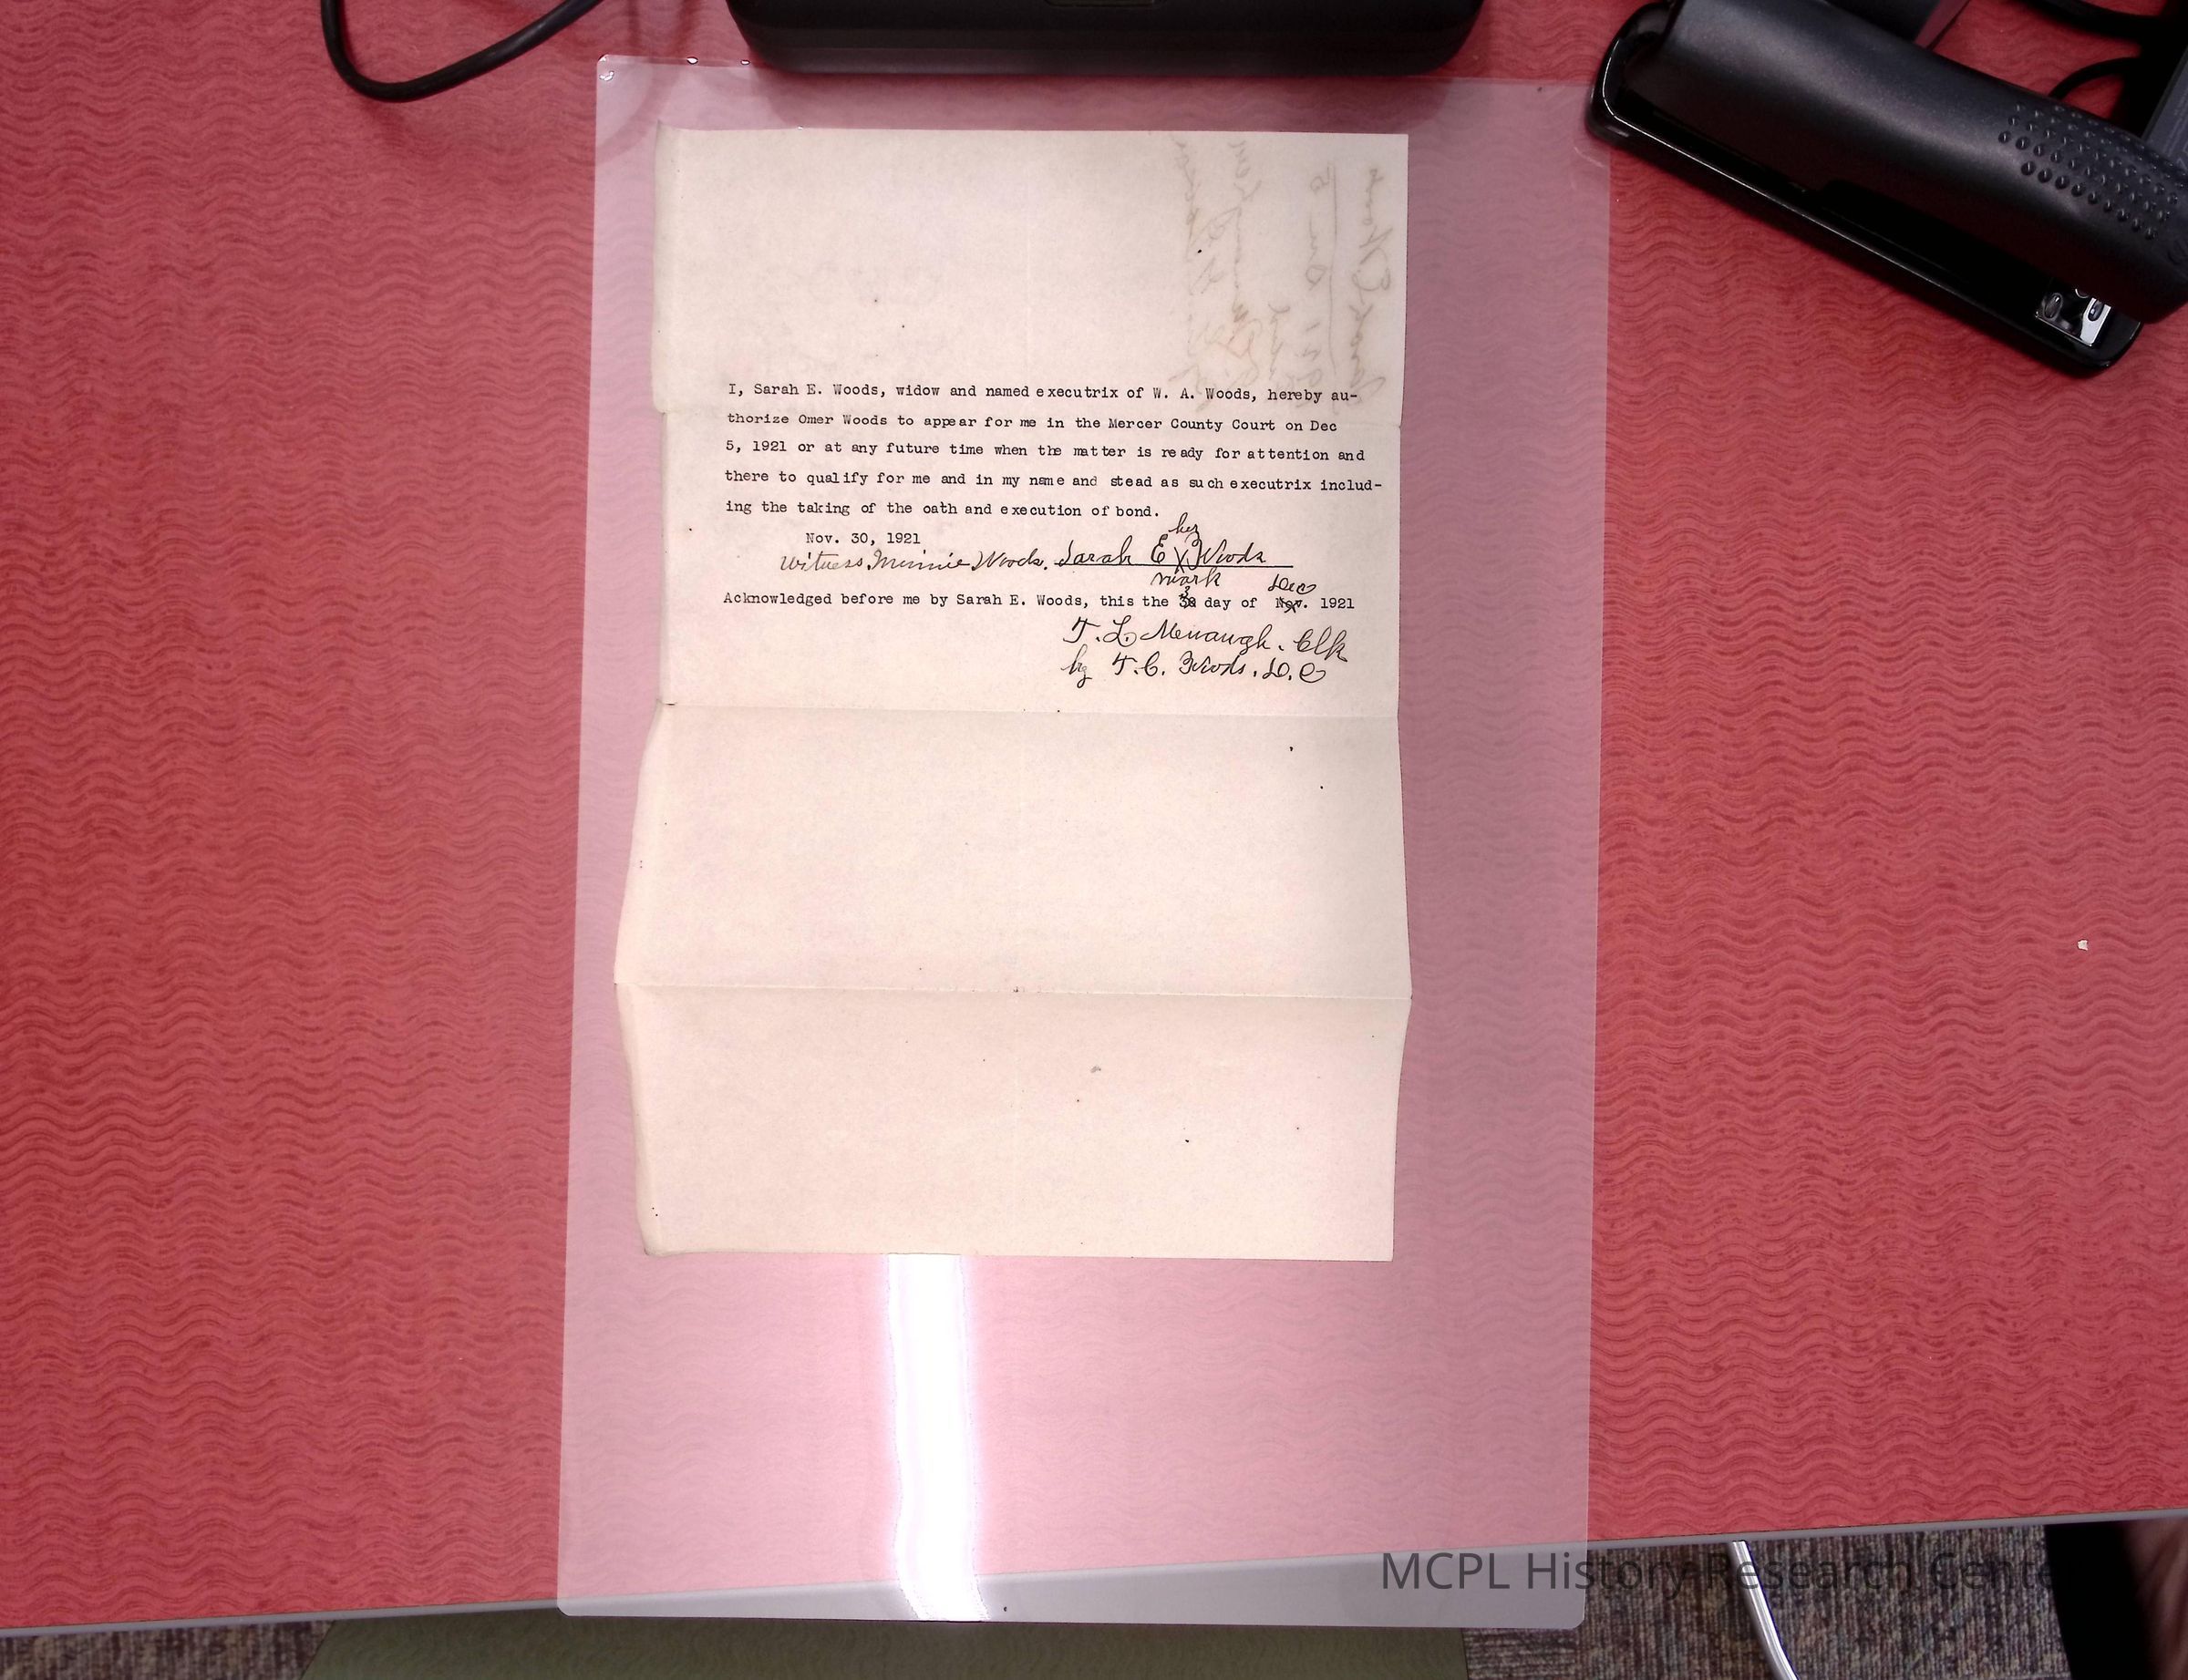 I, Sarah E. Woods, widow and named executrix of W. A. Woods, hereby au-
thorize Omer Woods to appear for me in the Mercer County Court on Dec
5, 1921 or at any future time when the matter is ready for attention and
there to qualify for me and in my name and stead as such executrix includ-
ing the taking of the oath and execution of bond.
her
Nov. 30, 1921
Witness Minnie Woods. Sarah E X Woods
mark
Dec
Acknowledged before me by Sarah E. Woods, this the 3 day of Nov. 1921
T. L. Menaugh. Clk
by T. C. Woods. D.C
MCPL History Research Cente